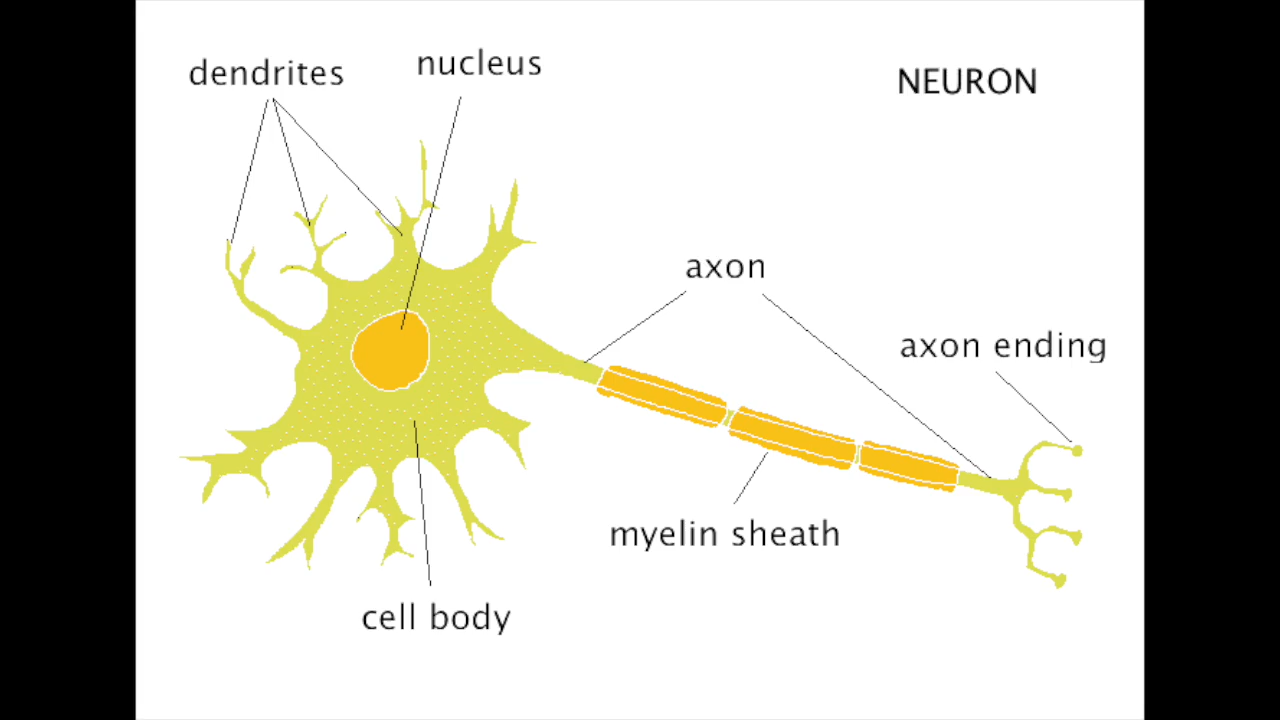 dendrites
nucleus
NEURON
axon
axon ending
myelin sheath
cell body